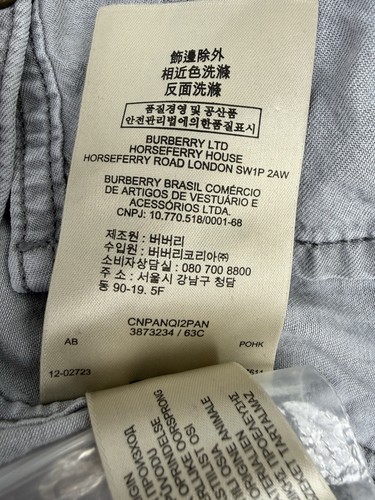 飾邊除外
相近色洗滌
反面洗滌
품질경영 및 공산품
안전관리법에의한품질표시
BURBERRY LTD
HORSEFERRY HOUSE
HORSEFERRY ROAD LONDON SW1P 2AW
BURBERRY BRASIL COMÉRCIO
DE ARTIGOS DE VESTUÁRIO E
ACESSÓRIOS LTDA.
CNPJ: 10.770.518/0001-68
제조원 : 버버리
수입원 : 버버리코리아(주)
소비자상담실 : 080 700 8800
주 소 : 서울시 강남구 청담
동 90-19. 5F
CNPANQI2PAN
AB 3873234 / 63C POHK
12-02723